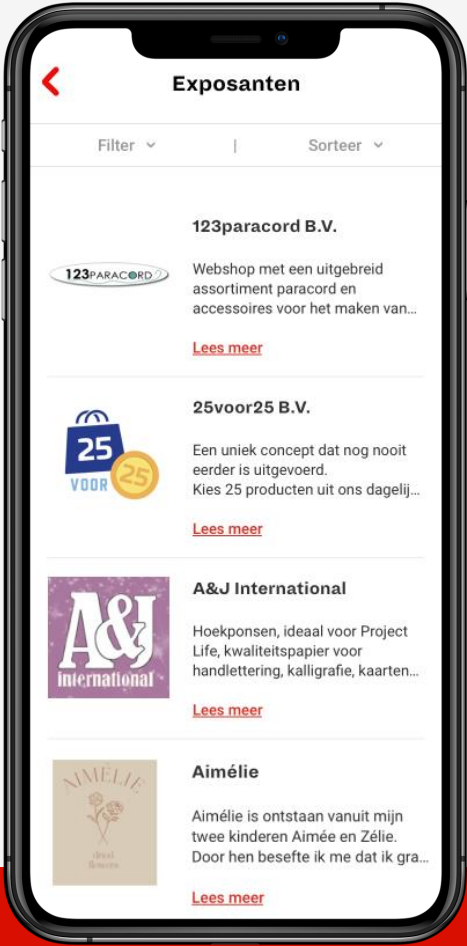 Exposanten
Filter | Sorteer
123paracord B.V.
123PARACORD
Webshop met een uitgebreid
assortiment paracord en
accessoires voor het maken van...
Lees meer
25voor25 B.V.
25
VOOR 25
Een uniek concept dat nog nooit
eerder is uitgevoerd.
Kies 25 producten uit ons dagelij...
Lees meer
A&J International
A&J
international
Hoekponsen, ideaal voor Project
Life, kwaliteitspapier voor
handlettering, kalligrafie, kaarten...
Lees meer
Aimélie
AIMÉLIE
dried
flowers
Aimélie is ontstaan vanuit mijn
twee kinderen Aimée en Zélie.
Door hen besefte ik me dat ik gra...
Lees meer